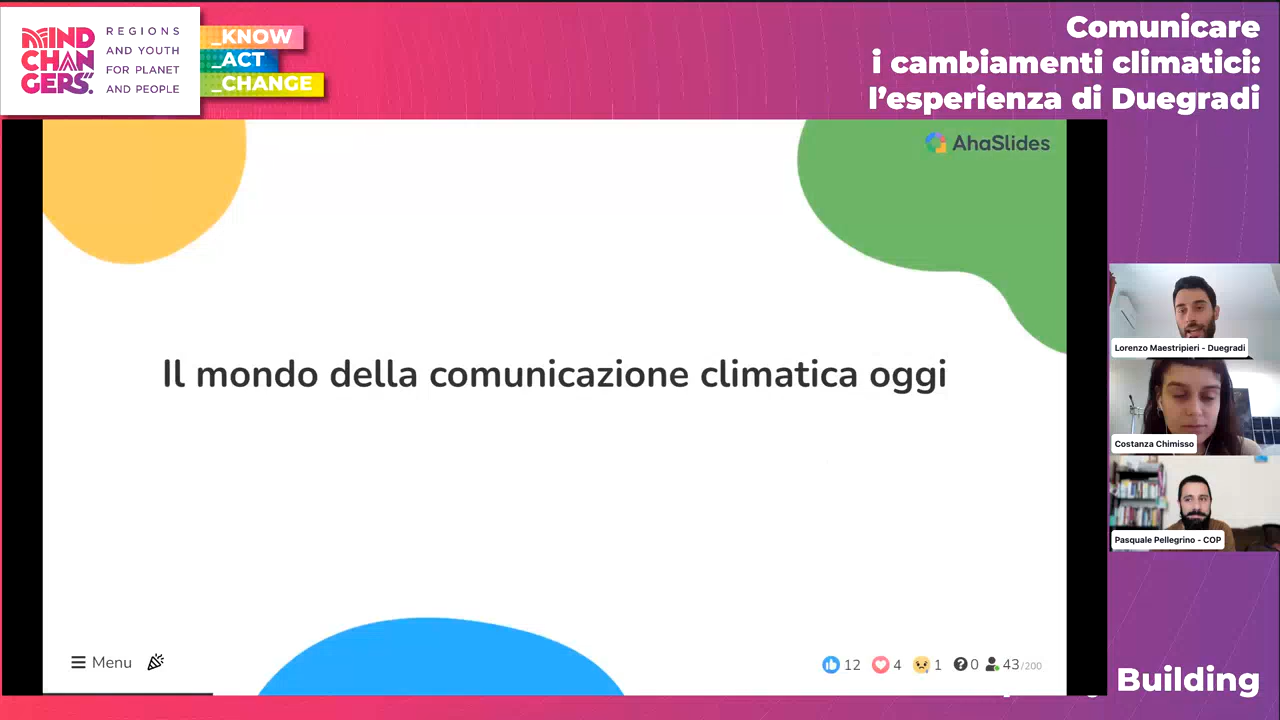 MIND
CHAN
GERS.
REGIONS
AND YOUTH
FOR PLANET
AND PEOPLE
_KNOW
_ACT
_CHANGE
Comunicare
i cambiamenti climatici:
l’esperienza di Duegradi
AhaSlides
Il mondo della comunicazione climatica oggi
Lorenzo Maestripieri - Duegradi
Costanza Chimisso
Pasquale Pellegrino - COP
Menu
12 4 1 0 43/200
Building